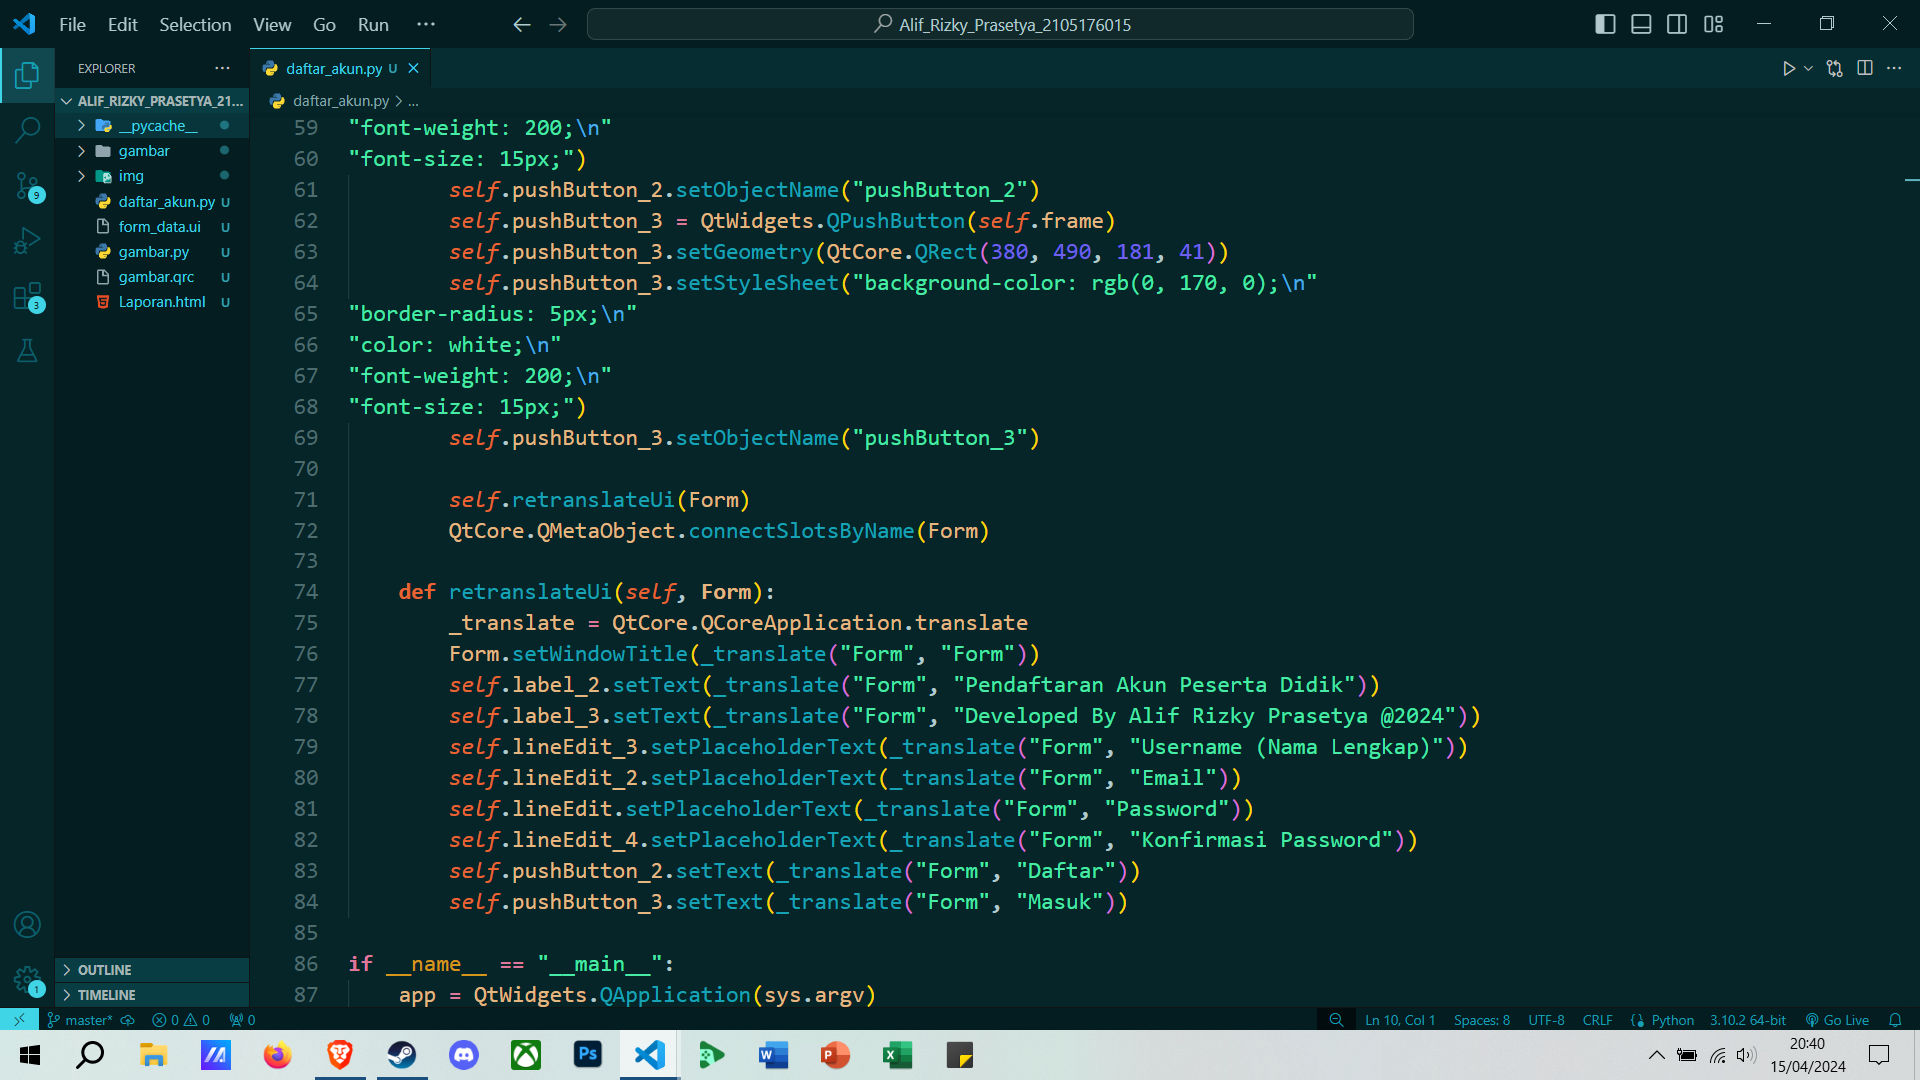 File Edit Selection View Go Run ···
Alif_Rizky_Prasetya_2105176015
EXPLORER ···
daftar_akun.py U
ALIF_RIZKY_PRASETYA_21...
daftar_akun.py > ...
__pycache__
gambar
img
daftar_akun.py U
form_data.ui U
gambar.py U
gambar.qrc U
Laporan.html U
OUTLINE
TIMELINE
9
3
1
59 "font-weight: 200;\n"
60 "font-size: 15px;")
61 self.pushButton_2.setObjectName("pushButton_2")
62 self.pushButton_3 = QtWidgets.QPushButton(self.frame)
63 self.pushButton_3.setGeometry(QtCore.QRect(380, 490, 181, 41))
64 self.pushButton_3.setStyleSheet("background-color: rgb(0, 170, 0);\n"
65 "border-radius: 5px;\n"
66 "color: white;\n"
67 "font-weight: 200;\n"
68 "font-size: 15px;")
69 self.pushButton_3.setObjectName("pushButton_3")
70
71 self.retranslateUi(Form)
72 QtCore.QMetaObject.connectSlotsByName(Form)
73
74 def retranslateUi(self, Form):
75 _translate = QtCore.QCoreApplication.translate
76 Form.setWindowTitle(_translate("Form", "Form"))
77 self.label_2.setText(_translate("Form", "Pendaftaran Akun Peserta Didik"))
78 self.label_3.setText(_translate("Form", "Developed By Alif Rizky Prasetya @2024"))
79 self.lineEdit_3.setPlaceholderText(_translate("Form", "Username (Nama Lengkap)"))
80 self.lineEdit_2.setPlaceholderText(_translate("Form", "Email"))
81 self.lineEdit.setPlaceholderText(_translate("Form", "Password"))
82 self.lineEdit_4.setPlaceholderText(_translate("Form", "Konfirmasi Password"))
83 self.pushButton_2.setText(_translate("Form", "Daftar"))
84 self.pushButton_3.setText(_translate("Form", "Masuk"))
85
86 if __name__ == "__main__":
87 app = QtWidgets.QApplication(sys.argv)
master* 0 0 0
Ln 10, Col 1 Spaces: 8 UTF-8 CRLF Python 3.10.2 64-bit Go Live
Ps
W
P
X
20:40
15/04/2024